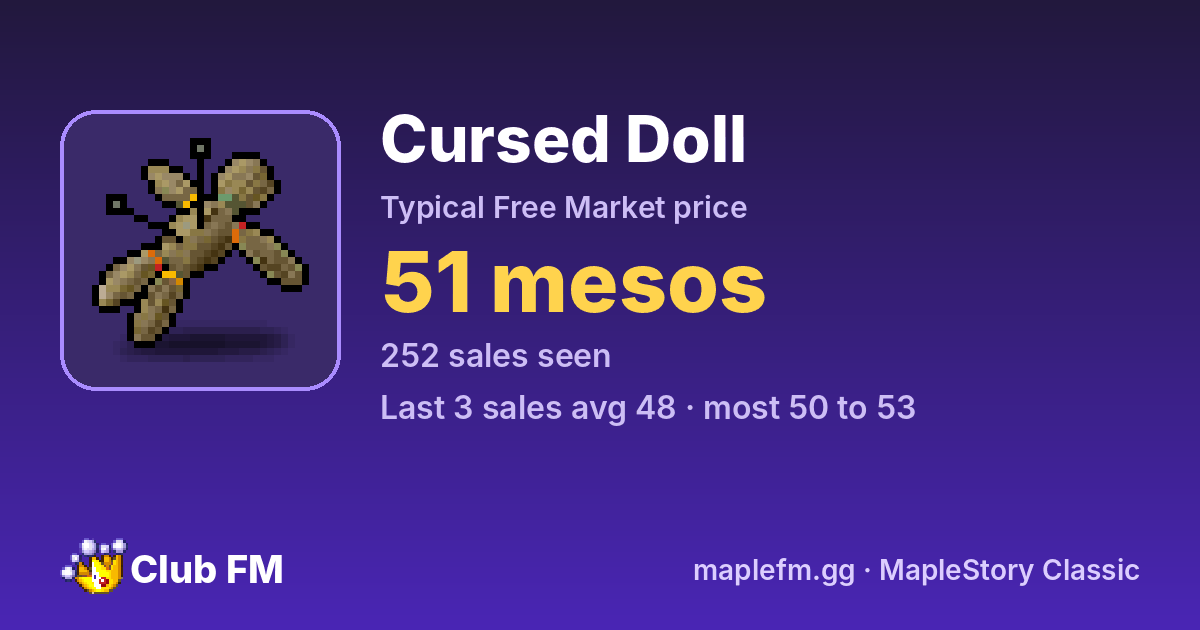 Cursed Doll
Typical Free Market price
51 mesos
252 sales seen
Last 3 sales avg 48 · most 50 to 53
Club FM
maplefm.gg · MapleStory Classic